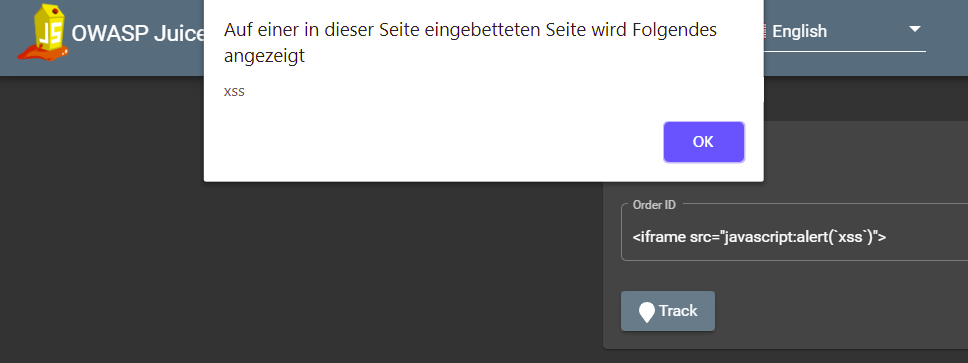 Auf einer in dieser Seite eingebetteten Seite wird Folgendes
angezeigt
xss
OK
JS
OWASP Juice
English
Order ID
<iframe src="javascript:alert(`xss`)">
Track